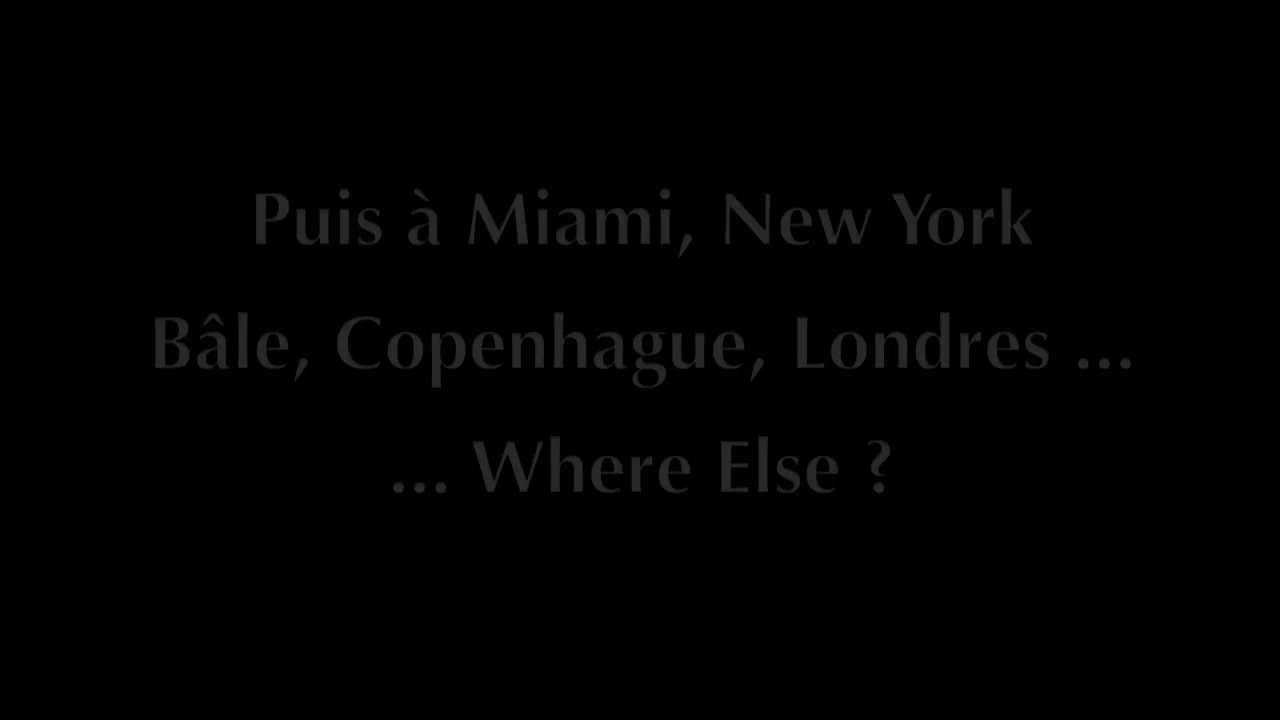 Puis à Miami, New York
Bâle, Copenhague, Londres ...
... Where Else ?